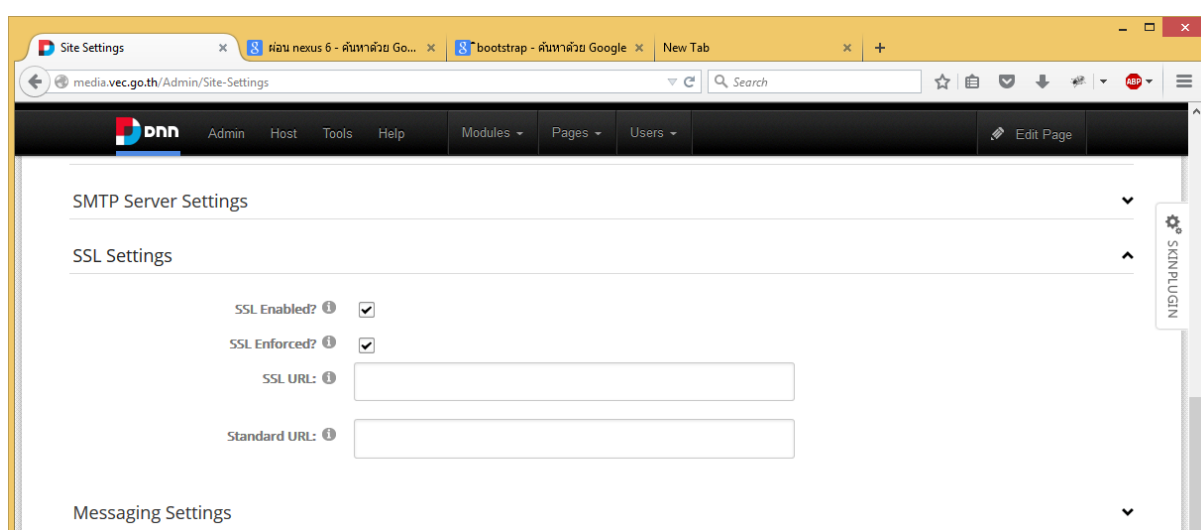 Site Settings
ผ่อน nexus 6 - ค้นหาด้วย Go...
bootstrap - ค้นหาด้วย Google
New Tab
media.vec.go.th/Admin/Site-Settings
Search
ABP
DNN Admin Host Tools Help Modules Pages Users Edit Page
SMTP Server Settings
SSL Settings
SKINPLUGIN
SSL Enabled?
SSL Enforced?
SSL URL:
Standard URL:
Messaging Settings